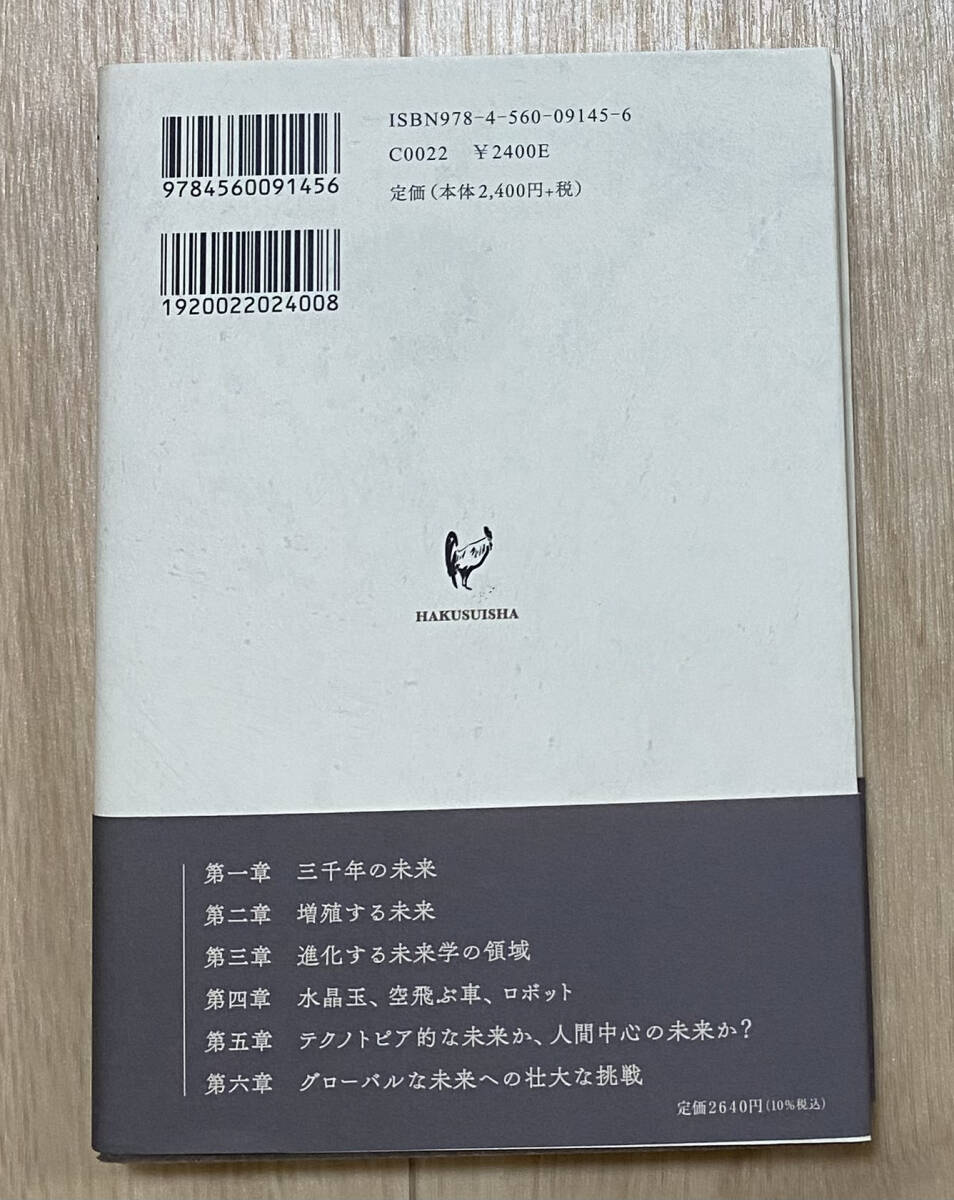 ISBN978-4-560-09145-6
C0022 ￥2400E
定価(本体2,400円+税)
9784560091456
1920022024008
HAKUSUISHA
第一章 三千年の未来
第二章 増殖する未来
第三章 進化する未来学の領域
第四章 水晶玉、空飛ぶ車、ロボット
第五章 テクノトピア的な未来か、人間中心の未来か?
第六章 グローバルな未来への壮大な挑戦
定価2640円(10%税込)